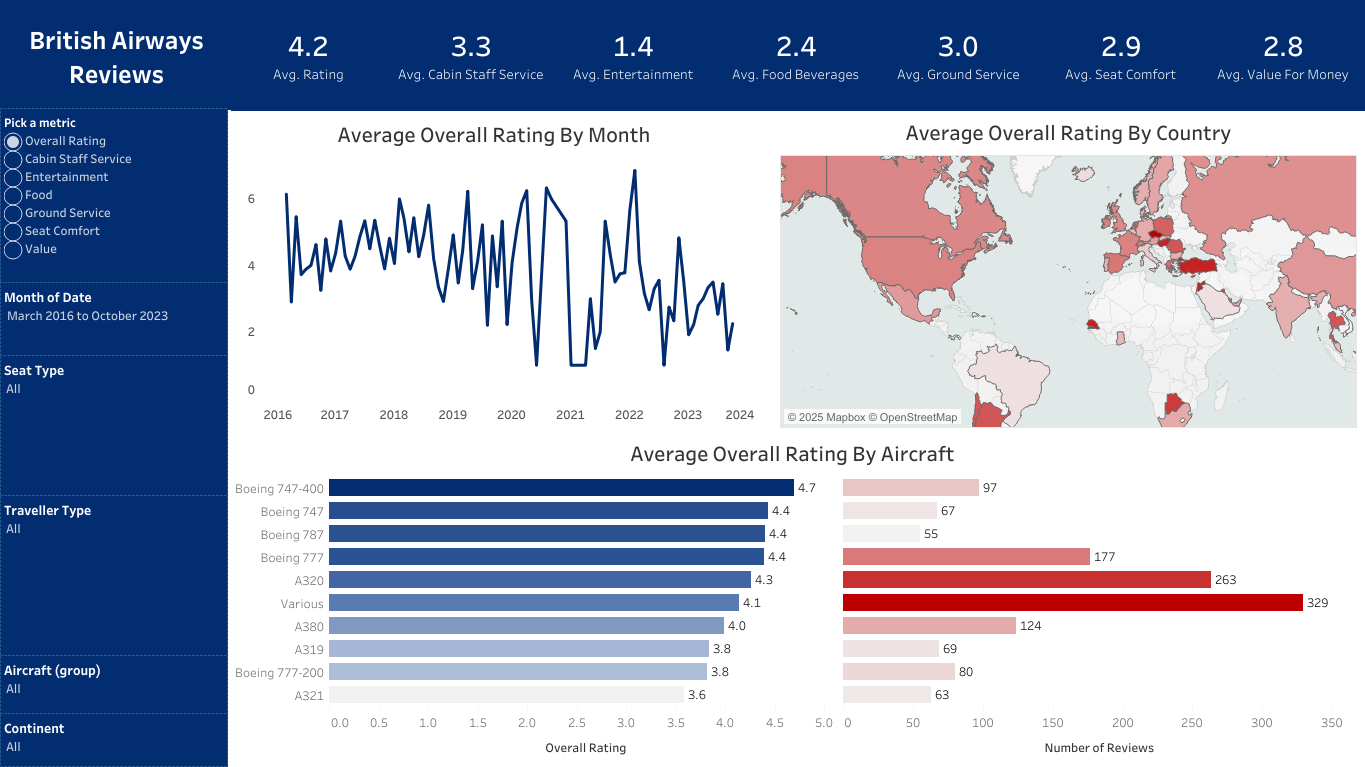 British Airways
Reviews
4.2
Avg. Rating
3.3
Avg. Cabin Staff Service
1.4
Avg. Entertainment
2.4
Avg. Food Beverages
3.0
Avg. Ground Service
2.9
Avg. Seat Comfort
2.8
Avg. Value For Money
Pick a metric
Overall Rating
Cabin Staff Service
Entertainment
Food
Ground Service
Seat Comfort
Value
Month of Date
March 2016 to October 2023
Seat Type
All
Traveller Type
All
Aircraft (group)
All
Continent
All
Average Overall Rating By Month
6
4
2
0
2016 2017 2018 2019 2020 2021 2022 2023 2024
Average Overall Rating By Country
© 2025 Mapbox © OpenStreetMap
Average Overall Rating By Aircraft
Boeing 747-400 4.7 97
Boeing 747 4.4 67
Boeing 787 4.4 55
Boeing 777 4.4 177
A320 4.3 263
Various 4.1 329
A380 4.0 124
A319 3.8 69
Boeing 777-200 3.8 80
A321 3.6 63
0.0 0.5 1.0 1.5 2.0 2.5 3.0 3.5 4.0 4.5 5.0
0 50 100 150 200 250 300 350
Overall Rating
Number of Reviews